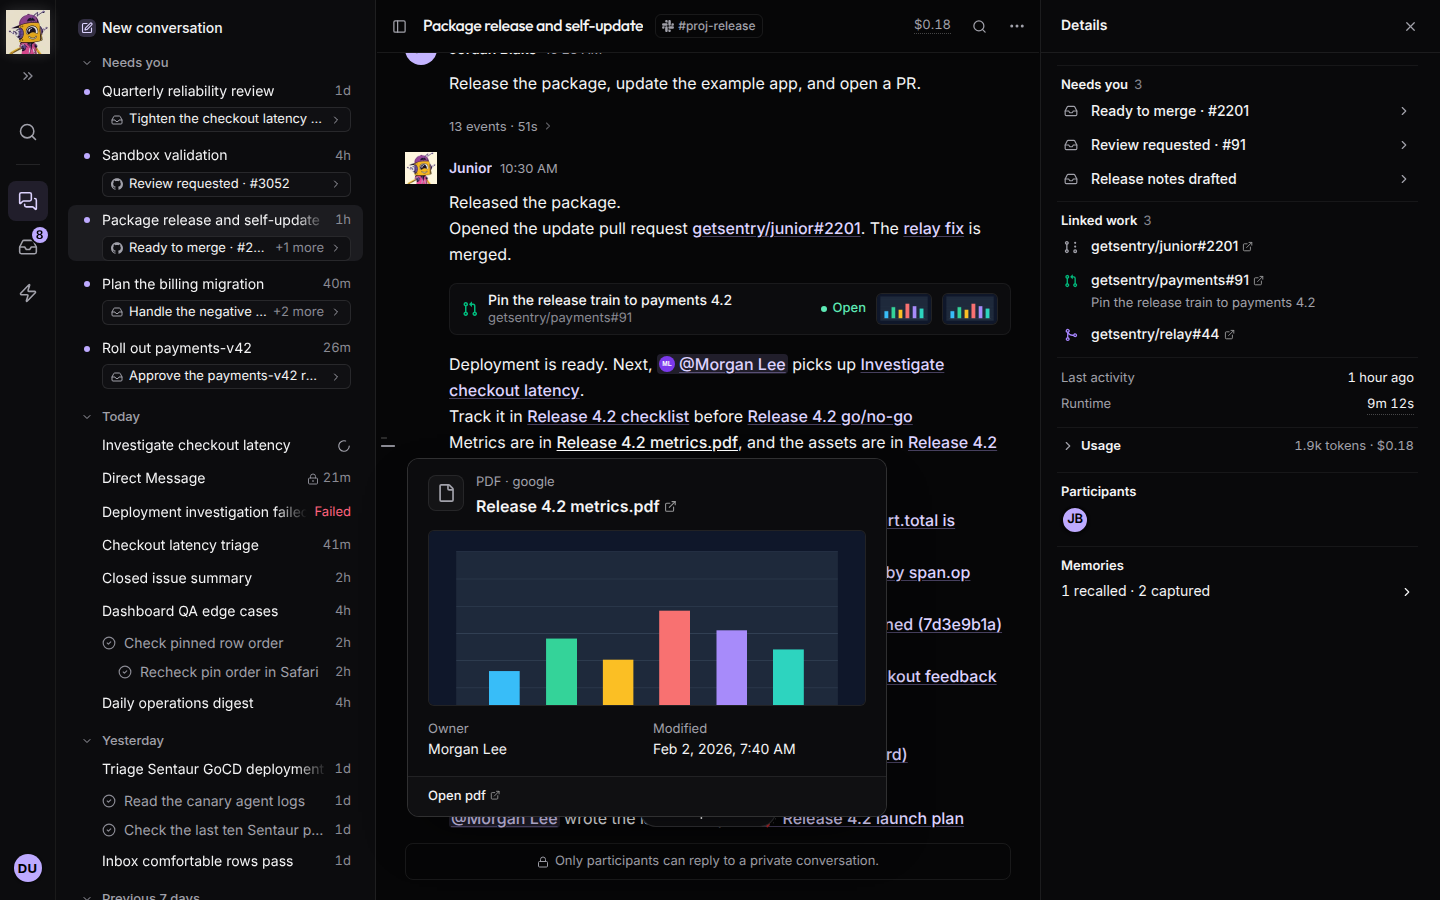 New conversation
Needs you
Quarterly reliability review 1d
Tighten the checkout latency ...
Sandbox validation 4h
Review requested · #3052
Package release and self-update 1h
Ready to merge · #2... +1 more
Plan the billing migration 40m
Handle the negative ... +2 more
Roll out payments-v42 26m
Approve the payments-v42 r...
Today
Investigate checkout latency
Direct Message 21m
Deployment investigation failed Failed
Checkout latency triage 41m
Closed issue summary 2h
Dashboard QA edge cases 4h
Check pinned row order 2h
Recheck pin order in Safari 2h
Daily operations digest 4h
Yesterday
Triage Sentaur GoCD deployment 1d
Read the canary agent logs 1d
Check the last ten Sentaur p... 1d
Inbox comfortable rows pass 1d
Previous 7 days
8
DU
Package release and self-update #proj-release $0.18
Release the package, update the example app, and open a PR.
13 events · 51s
Junior 10:30 AM
Released the package.
Opened the update pull request getsentry/junior#2201. The relay fix is
merged.
Pin the release train to payments 4.2
getsentry/payments#91
Open
Deployment is ready. Next, ML @Morgan Lee picks up Investigate
checkout latency.
Track it in Release 4.2 checklist before Release 4.2 go/no-go
Metrics are in Release 4.2 metrics.pdf, and the assets are in Release 4.2
PDF · google
Release 4.2 metrics.pdf
Owner
Morgan Lee
Modified
Feb 2, 2026, 7:40 AM
Open pdf
rt.total is
by span.op
ned (7d3e9b1a)
kout feedback
rd)
@Morgan Lee wrote the Release 4.2 launch plan
Only participants can reply to a private conversation.
Details
Needs you 3
Ready to merge · #2201
Review requested · #91
Release notes drafted
Linked work 3
getsentry/junior#2201
getsentry/payments#91
Pin the release train to payments 4.2
getsentry/relay#44
Last activity 1 hour ago
Runtime 9m 12s
Usage 1.9k tokens · $0.18
Participants
JB
Memories
1 recalled · 2 captured